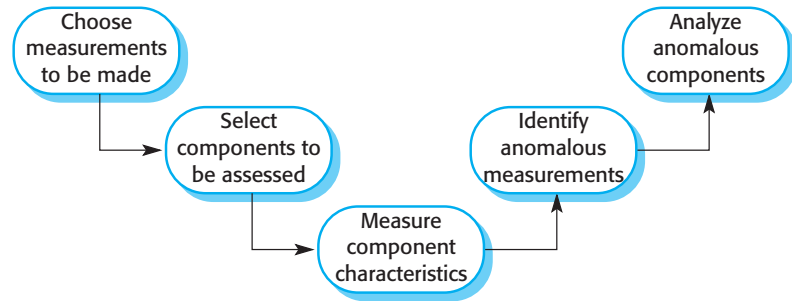 Choose
measurements
to be made
Select
components to
be assessed
Measure
component
characteristics
Identify
anomalous
measurements
Analyze
anomalous
components